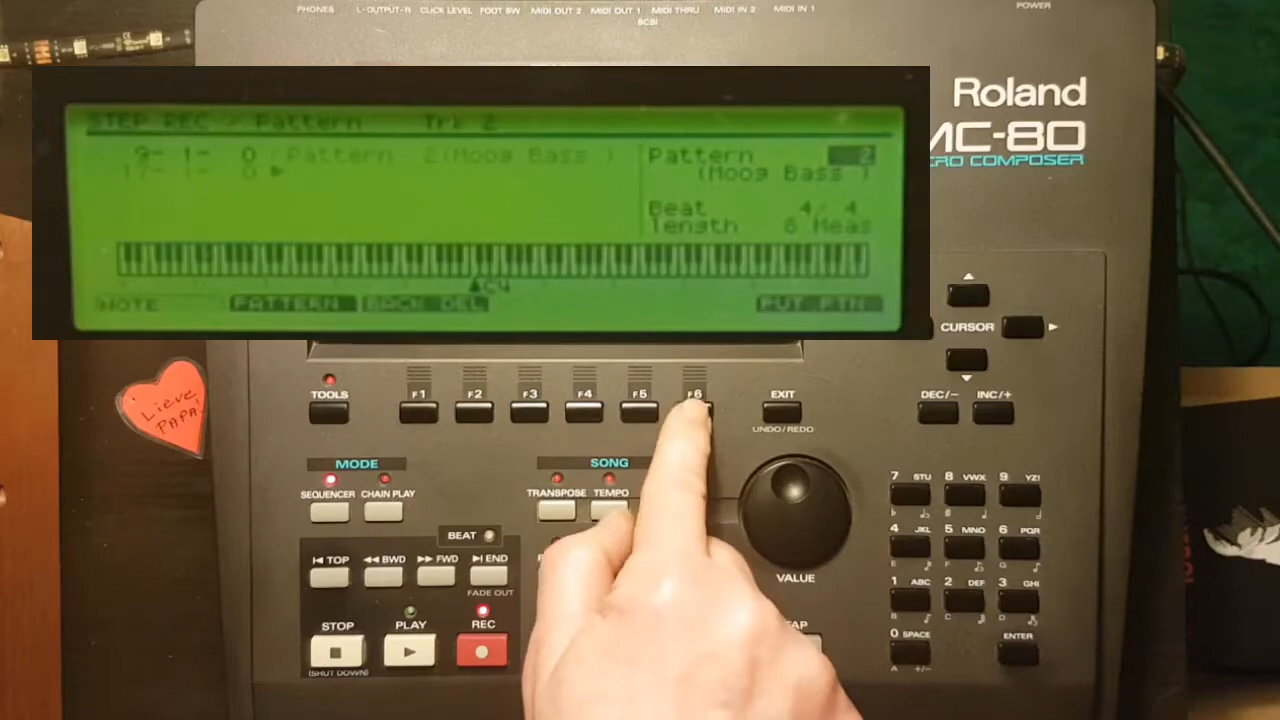 PHONES L-OUTPUT-R CLICK LEVEL FOOT SW MIDI OUT 2 MIDI OUT 1 MIDI THRU MIDI IN 2 MIDI IN 1 POWER
SCSI
Roland
MC-80
CRO COMPOSER
STEP REC / Pattern Trk 2
9- 1- 0 Pattern 2(Moog Bass )
17- 1- 0
Pattern 2
(Moog Bass )
Beat 4/ 4
length 8 Meas
C4
NOTE PATTERN BACK DEL PUT PTN
CURSOR
TOOLS F1 F2 F3 F4 F5 F6 EXIT DEC/- INC/+
UNDO/REDO
Lieve
PAPA!
MODE SONG
SEQUENCER CHAIN PLAY TRANSPOSE TEMPO
7 STU 8 VWX 9 YZ!
BEAT
4 JKL 5 MNO 6 PQR
E G
TOP BWD FWD END
FADE OUT
VALUE
1 ABC 2 DEF 3 GHI
B C D
STOP PLAY REC
TAP
0 SPACE ENTER
A +/-
(SHUT DOWN)